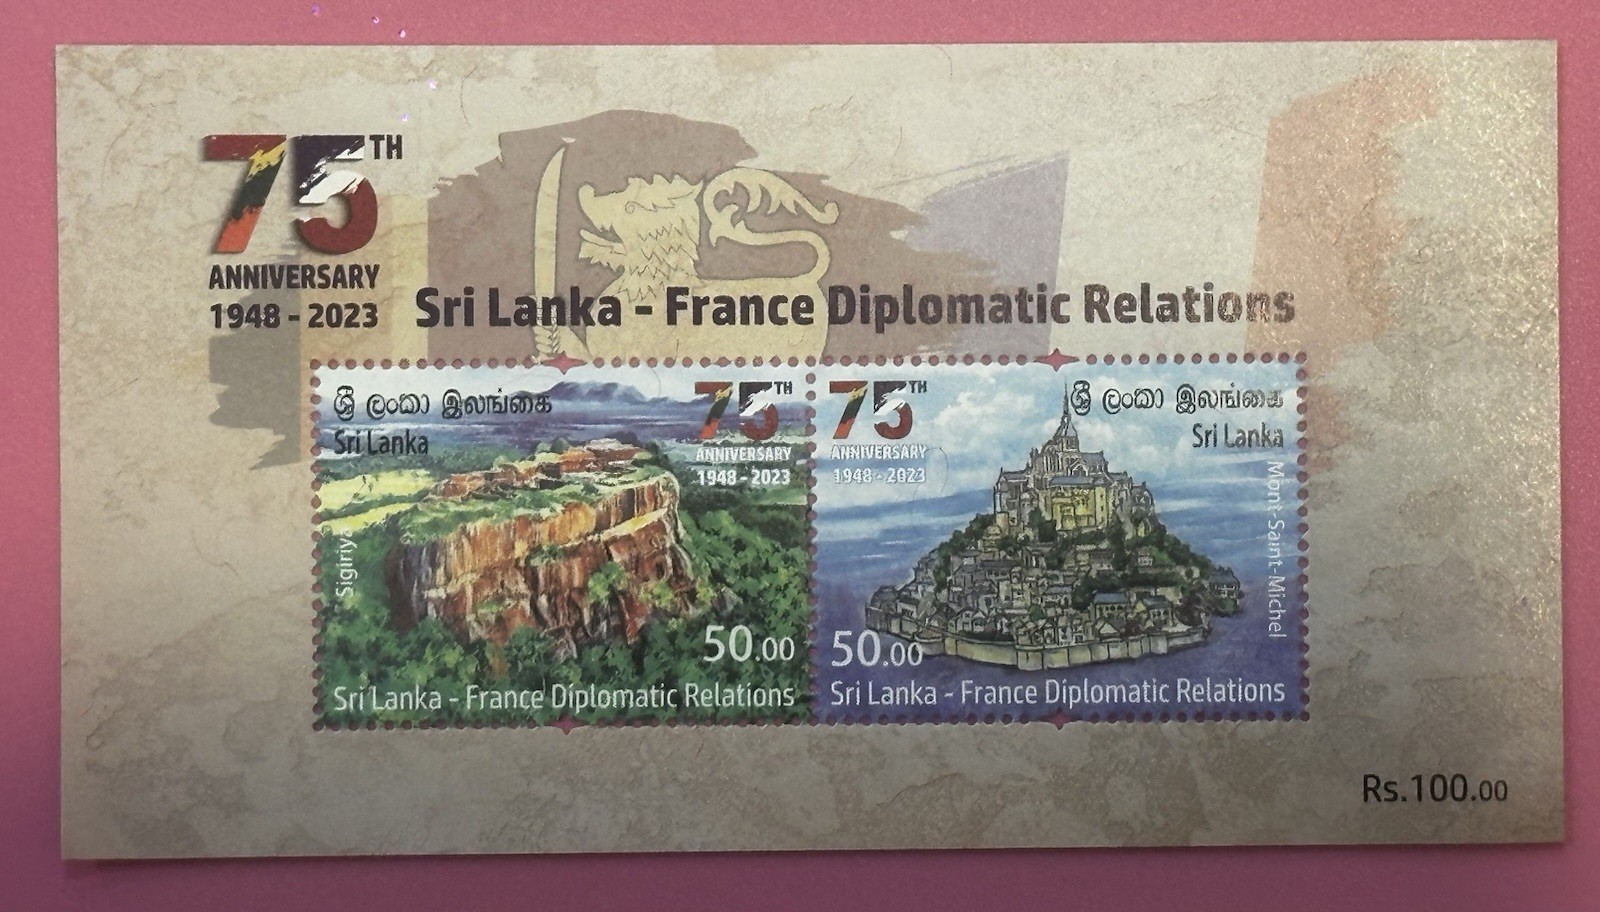 75TH
ANNIVERSARY
1948 - 2023
Sri Lanka - France Diplomatic Relations
ශ්‍රී ලංකා இலங்கை
Sri Lanka
75TH
ANNIVERSARY
1948 - 2023
Sigiriya
50.00
Sri Lanka - France Diplomatic Relations
75TH
ANNIVERSARY
1948 - 2023
ශ්‍රී ලංකා இலங்கை
Sri Lanka
Mont-Saint-Michel
50.00
Sri Lanka - France Diplomatic Relations
Rs.100.00